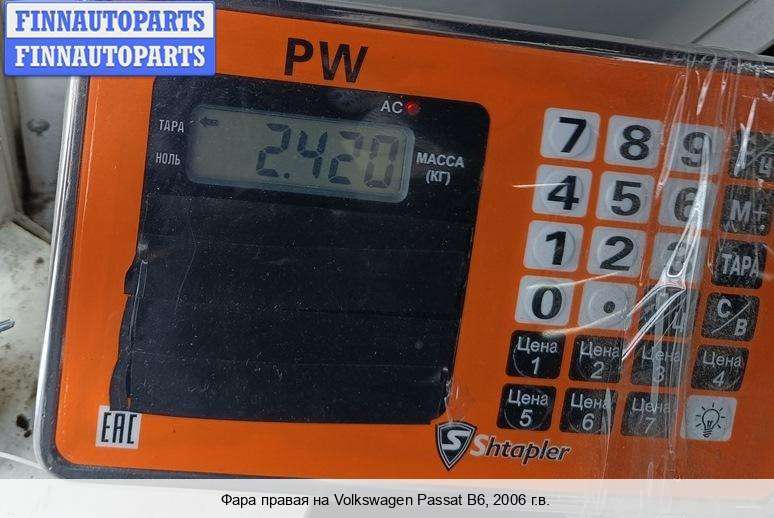 FINNAUTOPARTS
FINNAUTOPARTS
PW
AC
ТАРА
НОЛЬ
2.420
МАССА
(КГ)
7 8 9
4 5 6 М+
1 2 3 ТАРА
0 . С/В
Цена 1
Цена 2
Цена 3
Цена 4
Цена 5
Цена 6
Цена 7
EAC
S Shtapler
Фара правая на Volkswagen Passat B6, 2006 г.в.